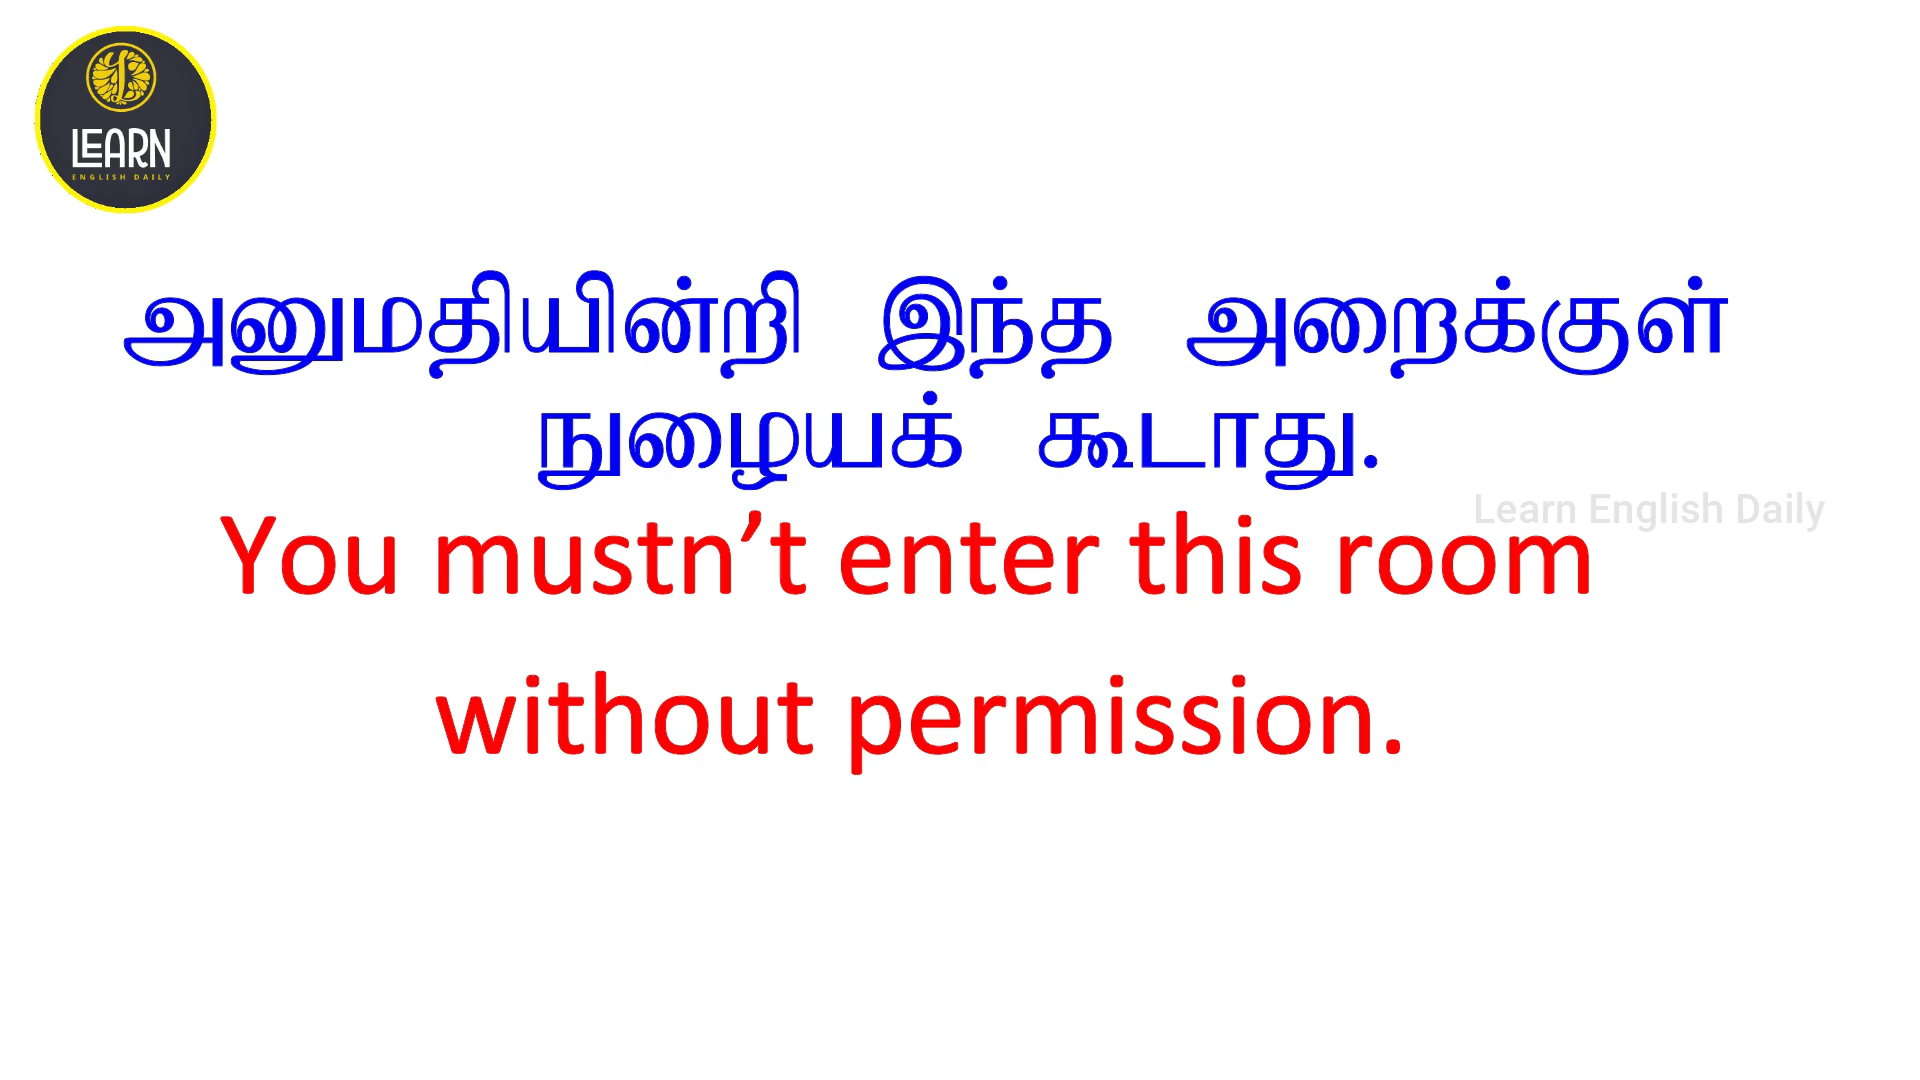 LEARN
ENGLISH DAILY
அனுமதியின்றி இந்த அறைக்குள்
நுழையக் கூடாது.
Learn English Daily
You mustn’t enter this room
without permission.